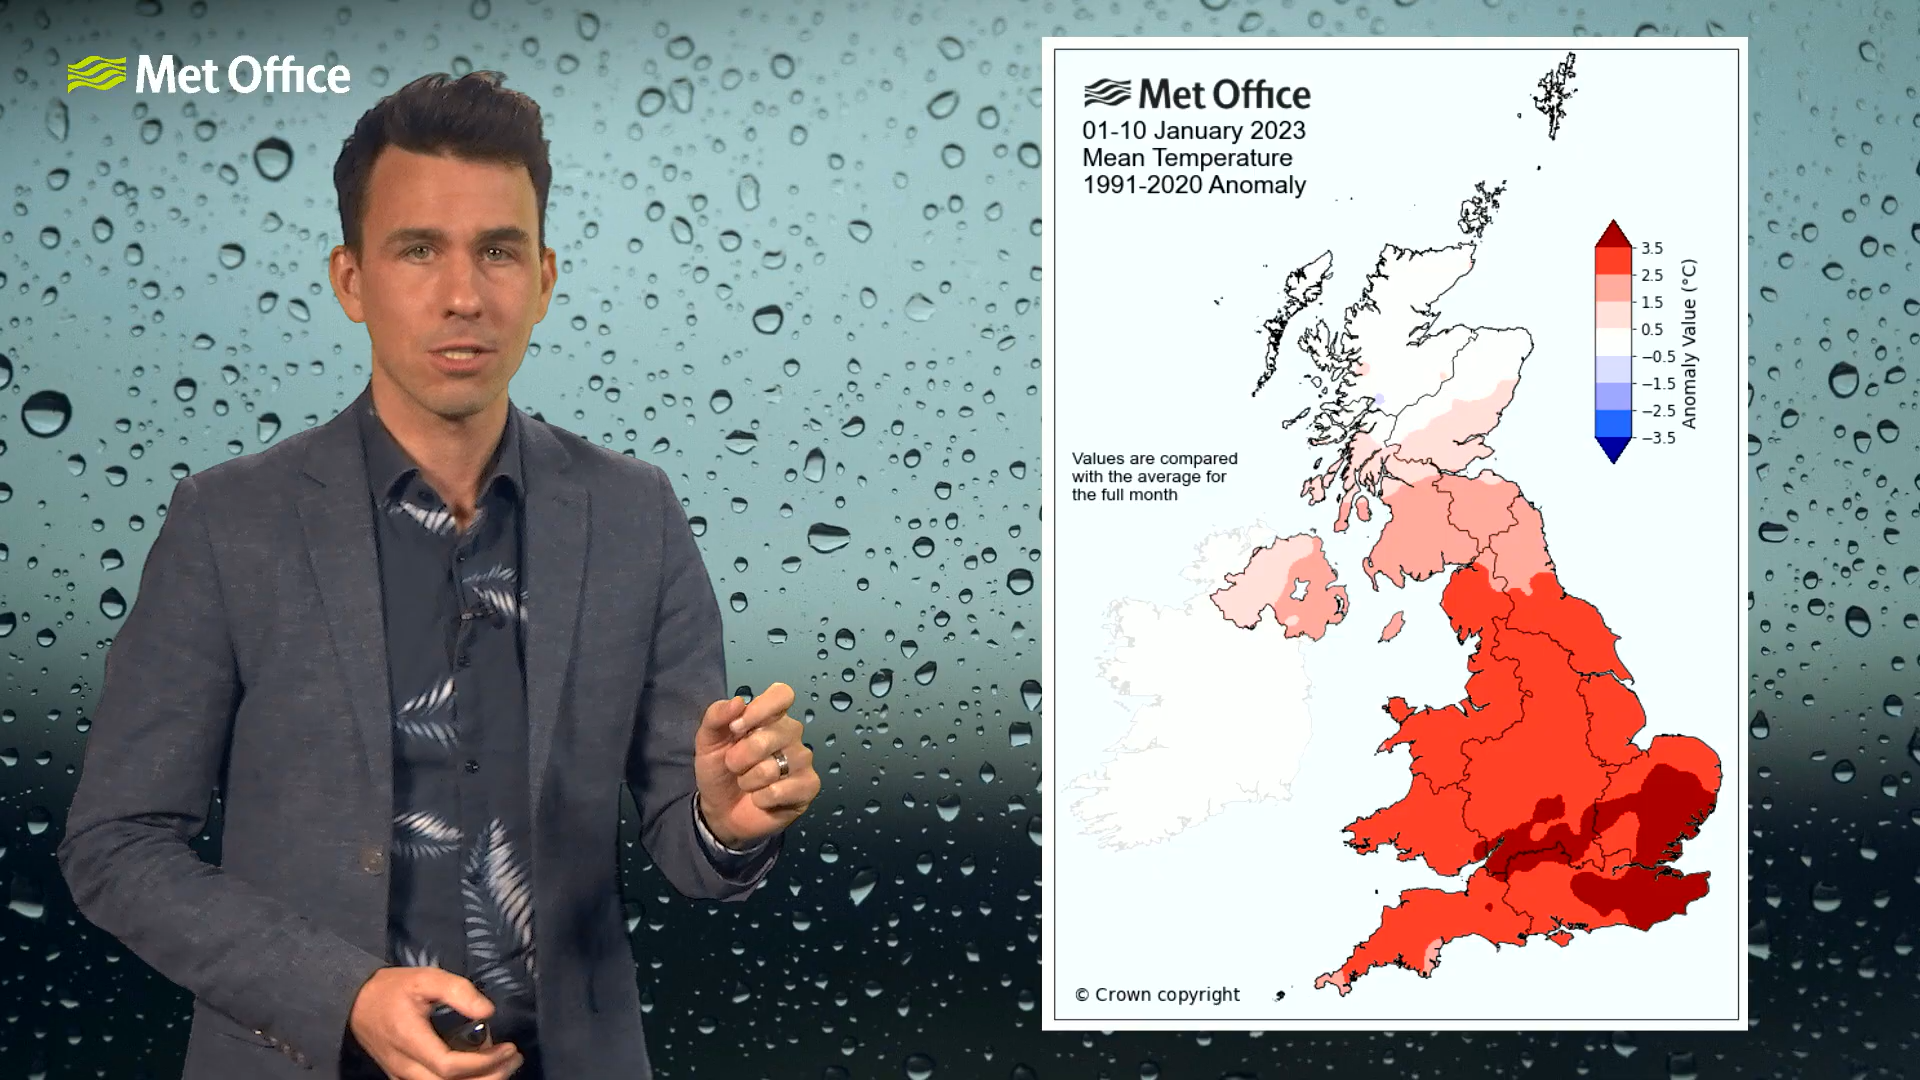 Met Office
Met Office
01-10 January 2023
Mean Temperature
1991-2020 Anomaly
3.5
2.5
1.5
0.5
−0.5
−1.5
−2.5
−3.5
Anomaly Value (°C)
Values are compared
with the average for
the full month
© Crown copyright